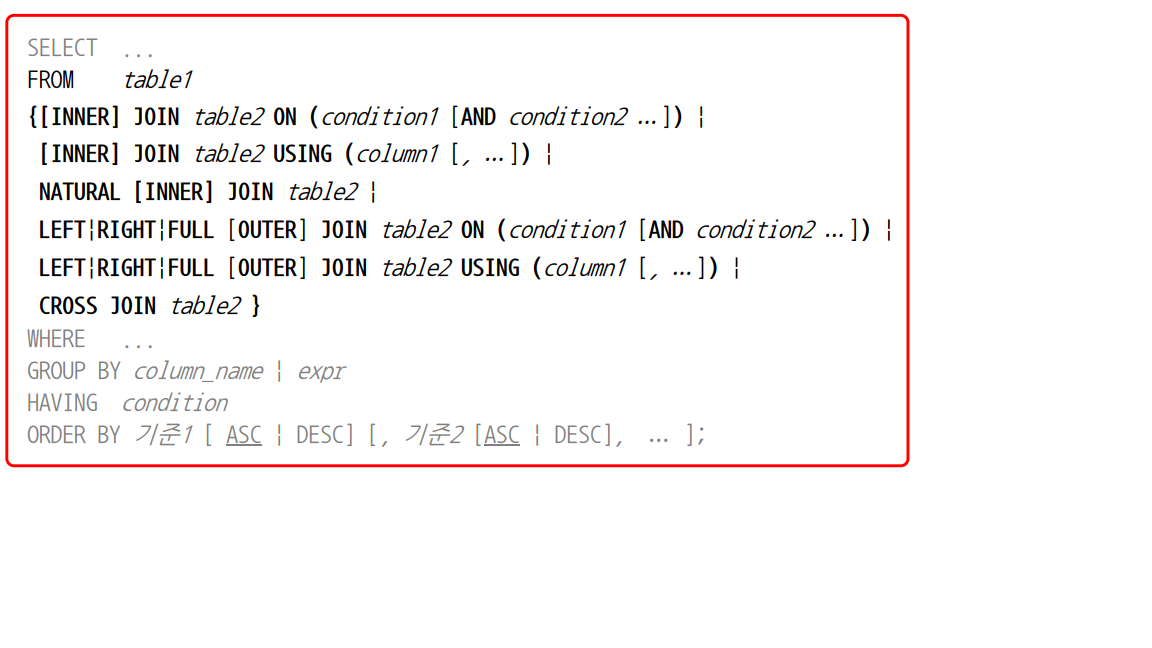 SELECT ...
FROM table1
{[INNER] JOIN table2 ON (condition1 [AND condition2 …]) ¦
[INNER] JOIN table2 USING (column1 [, …]) ¦
NATURAL [INNER] JOIN table2 ¦
LEFT¦RIGHT¦FULL [OUTER] JOIN table2 ON (condition1 [AND condition2 …]) ¦
LEFT¦RIGHT¦FULL [OUTER] JOIN table2 USING (column1 [, …]) ¦
CROSS JOIN table2 }
WHERE ...
GROUP BY column_name ¦ expr
HAVING condition
ORDER BY 기준1 [ ASC ¦ DESC] [, 기준2 [ASC ¦ DESC], … ];